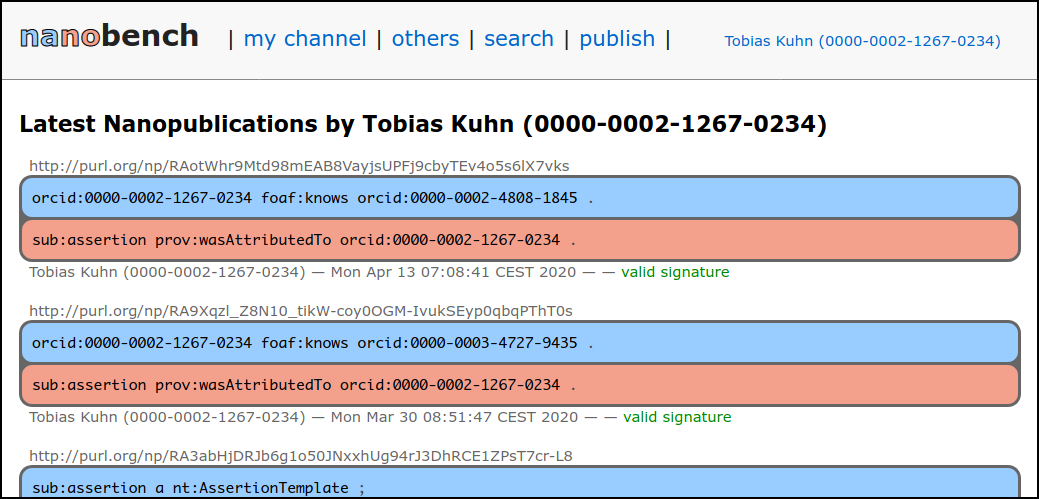 nanobench | my channel | others | search | publish | Tobias Kuhn (0000-0002-1267-0234)
Latest Nanopublications by Tobias Kuhn (0000-0002-1267-0234)
http://purl.org/np/RAotWhr9Mtd98mEAB8VayjsUPFj9cbyTEv4o5s6lX7vks
orcid:0000-0002-1267-0234 foaf:knows orcid:0000-0002-4808-1845 .
sub:assertion prov:wasAttributedTo orcid:0000-0002-1267-0234 .
Tobias Kuhn (0000-0002-1267-0234) — Mon Apr 13 07:08:41 CEST 2020 — — valid signature
http://purl.org/np/RA9Xqzl_Z8N10_tikW-coy0OGM-IvukSEyp0qbqPThT0s
orcid:0000-0002-1267-0234 foaf:knows orcid:0000-0003-4727-9435 .
sub:assertion prov:wasAttributedTo orcid:0000-0002-1267-0234 .
Tobias Kuhn (0000-0002-1267-0234) — Mon Mar 30 08:51:47 CEST 2020 — — valid signature
http://purl.org/np/RA3abHjDRJb6g1o50JNxxhUg94rJ3DhRCE1ZPsT7cr-L8
sub:assertion a nt:AssertionTemplate ;